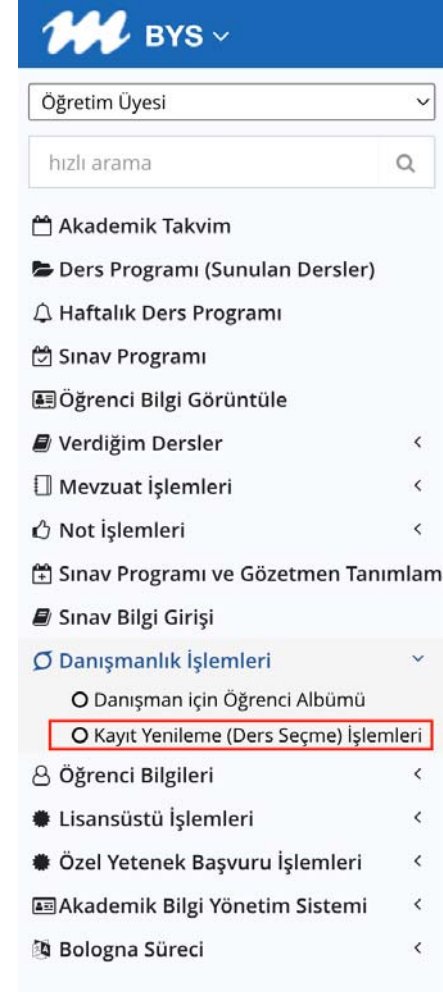 BYS
Öğretim Üyesi
hızlı arama
Akademik Takvim
Ders Programı (Sunulan Dersler)
Haftalık Ders Programı
Sınav Programı
Öğrenci Bilgi Görüntüle
Verdiğim Dersler
Mevzuat İşlemleri
Not İşlemleri
Sınav Programı ve Gözetmen Tanımlam
Sınav Bilgi Girişi
Danışmanlık İşlemleri
Danışman için Öğrenci Albümü
Kayıt Yenileme (Ders Seçme) İşlemleri
Öğrenci Bilgileri
Lisansüstü İşlemleri
Özel Yetenek Başvuru İşlemleri
Akademik Bilgi Yönetim Sistemi
Bologna Süreci